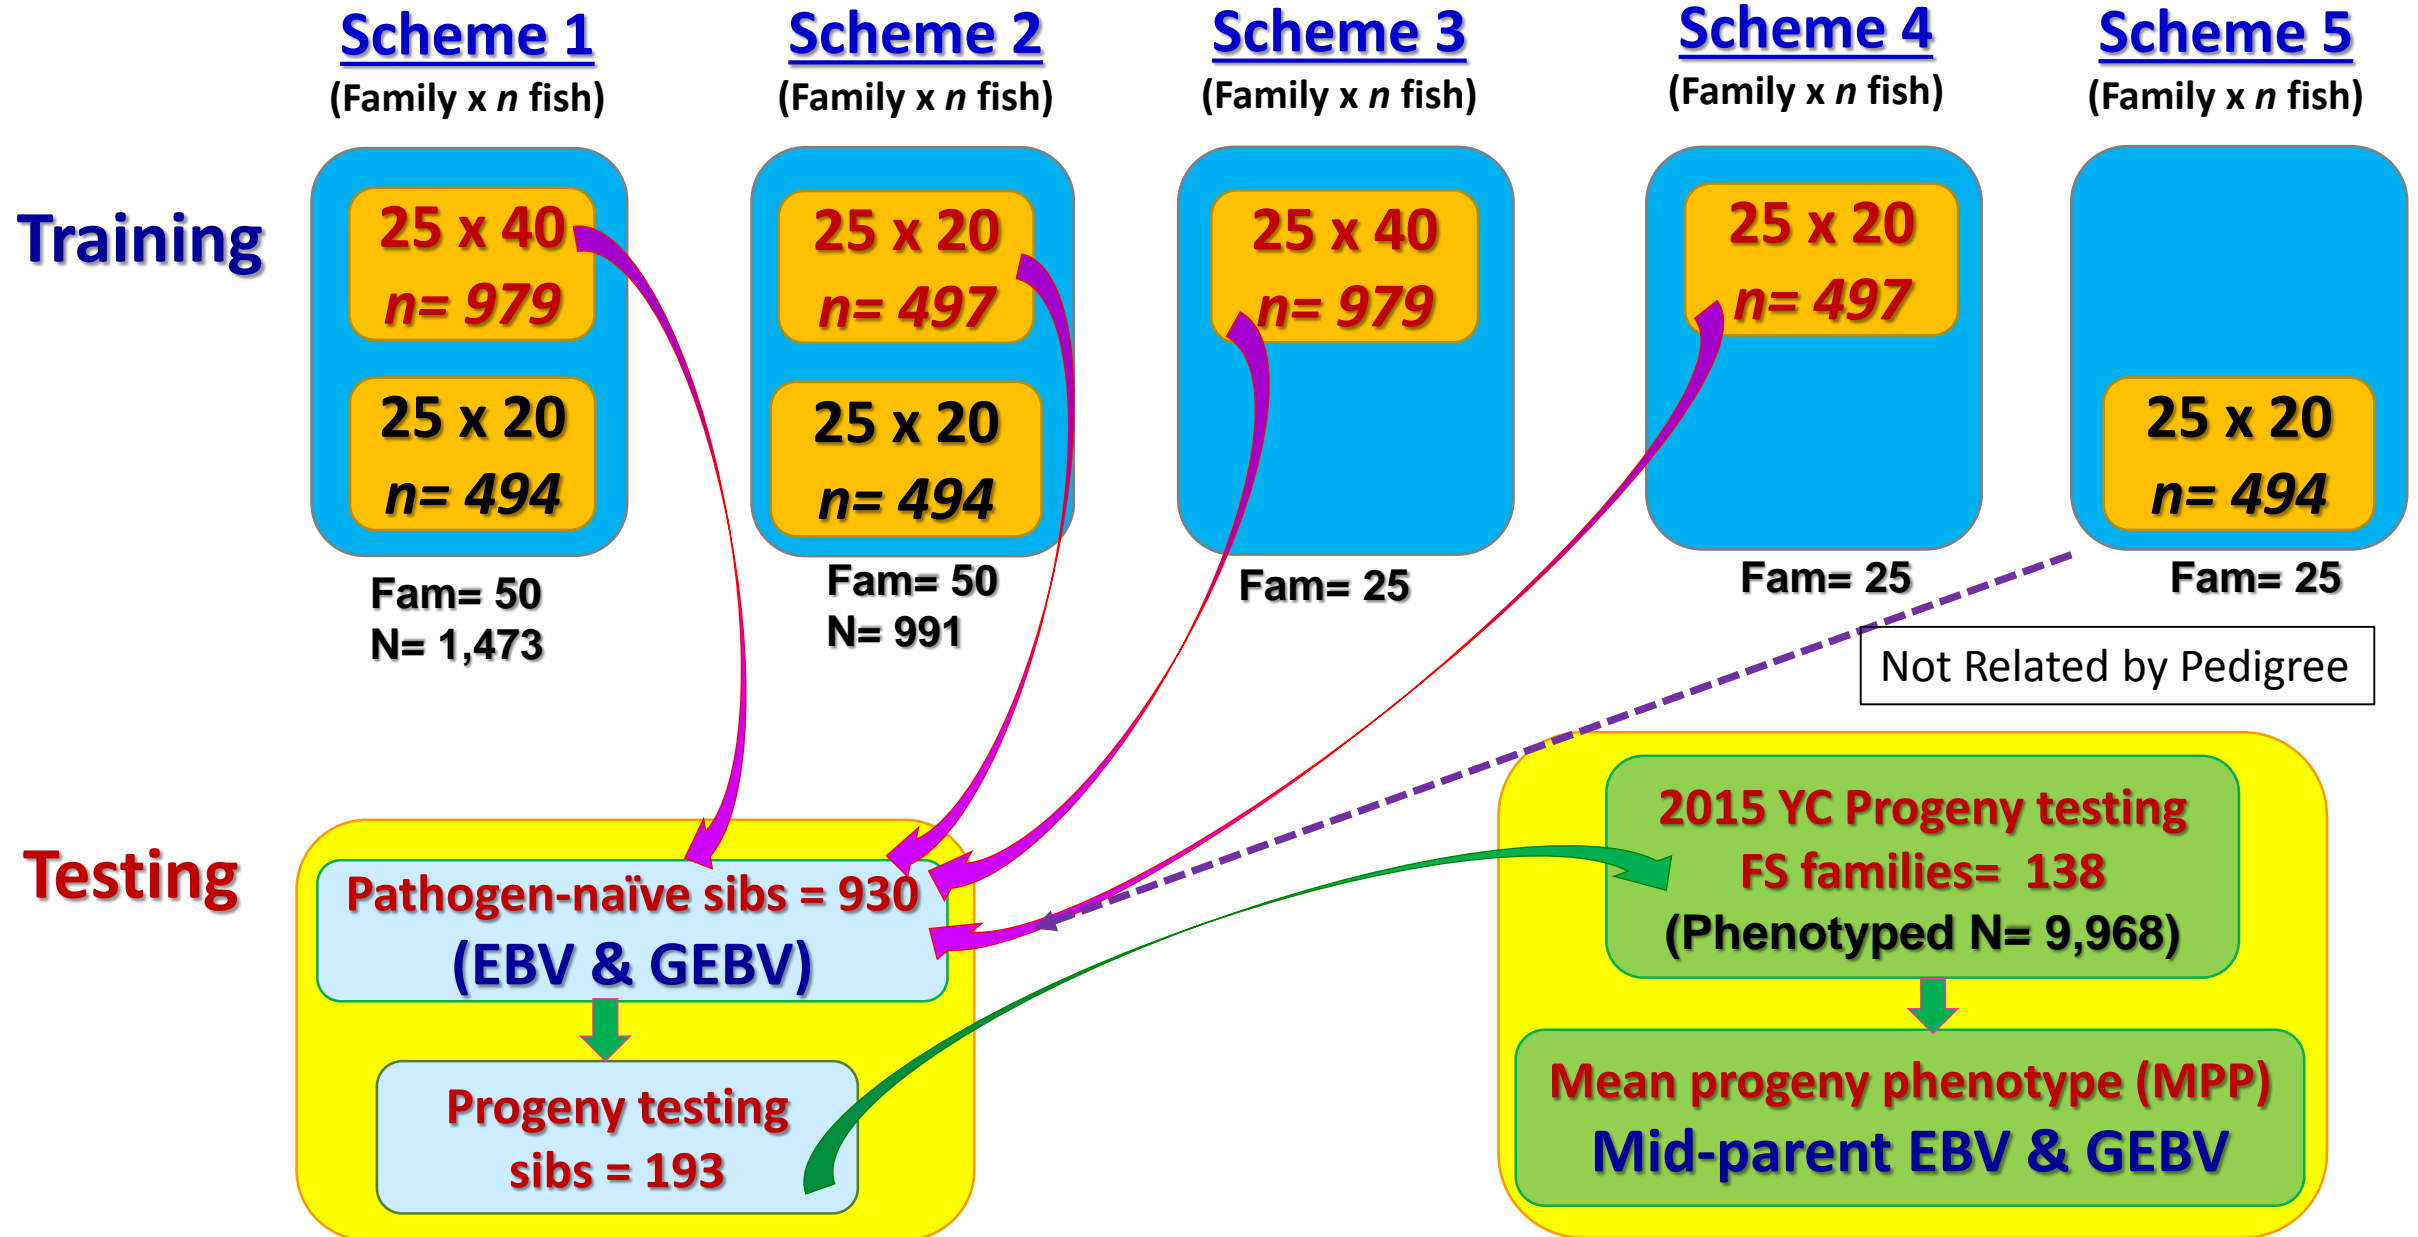 Scheme 1
(Family x n fish)
Scheme 2
(Family x n fish)
Scheme 3
(Family x n fish)
Scheme 4
(Family x n fish)
Scheme 5
(Family x n fish)
Training
25 x 40
n= 979
25 x 20
n= 494
Fam= 50
N= 1,473
25 x 20
n= 497
25 x 20
n= 494
Fam= 50
N= 991
25 x 40
n= 979
Fam= 25
25 x 20
n= 497
Fam= 25
25 x 20
n= 494
Fam= 25
Not Related by Pedigree
Testing
Pathogen-naïve sibs = 930
(EBV & GEBV)
Progeny testing
sibs = 193
2015 YC Progeny testing
FS families= 138
(Phenotyped N= 9,968)
Mean progeny phenotype (MPP)
Mid-parent EBV & GEBV